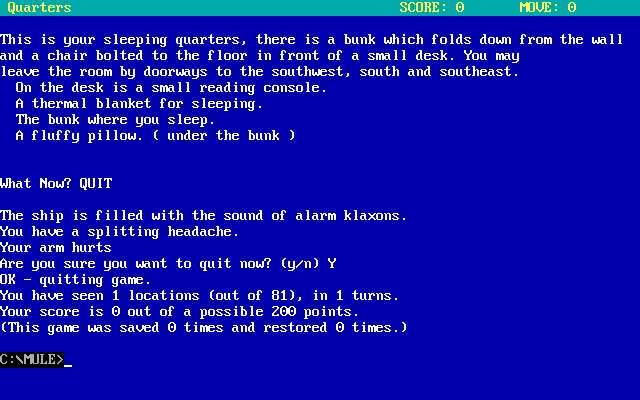 Quarters SCORE: 0 MOVE: 0
This is your sleeping quarters, there is a bunk which folds down from the wall
and a chair bolted to the floor in front of a small desk. You may
leave the room by doorways to the southwest, south and southeast.
On the desk is a small reading console.
A thermal blanket for sleeping.
The bunk where you sleep.
A fluffy pillow. ( under the bunk )
What Now? QUIT
The ship is filled with the sound of alarm klaxons.
You have a splitting headache.
Your arm hurts
Are you sure you want to quit now? (y/n) Y
OK - quitting game.
You have seen 1 locations (out of 81), in 1 turns.
Your score is 0 out of a possible 200 points.
(This game was saved 0 times and restored 0 times.)
C:\MULE>_